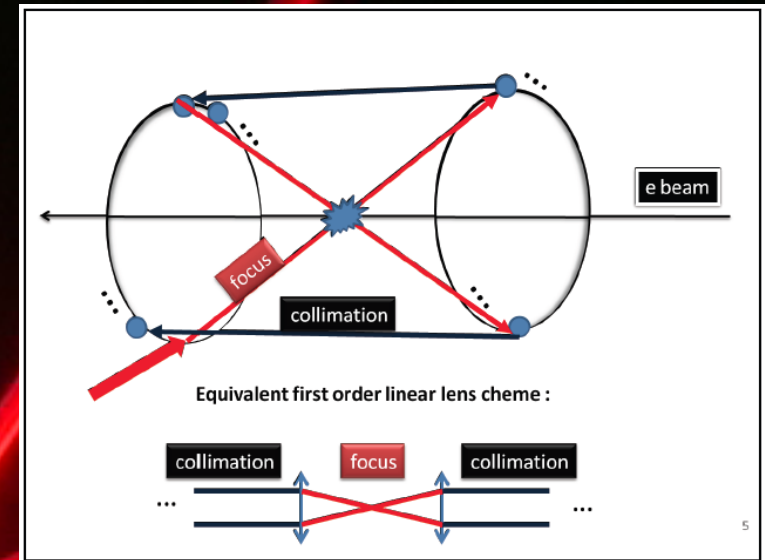 e beam
focus
collimation
Equivalent first order linear lens cheme :
collimation
focus
collimation
...
...
5